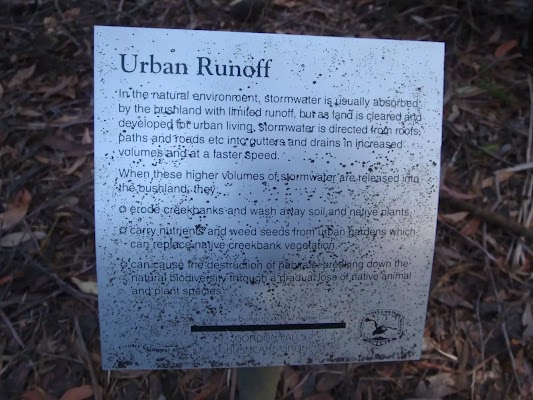 Urban Runoff
In the natural environment, stormwater is usually absorbed
by the bushland with limited runoff, but as land is cleared and
developed for urban living, stormwater is directed from roofs,
paths and roads etc into gutters and drains in increased
volumes and at a faster speed.
When these higher volumes of stormwater are released into
the bushland, they
erode creekbanks and wash away soil and native plants,
carry nutrients and weed seeds from urban gardens which
can replace native creekbank vegetation.
can cause the destruction of nature - breaking down the
natural biodiversity through a gradual loss of native animal
and plant species